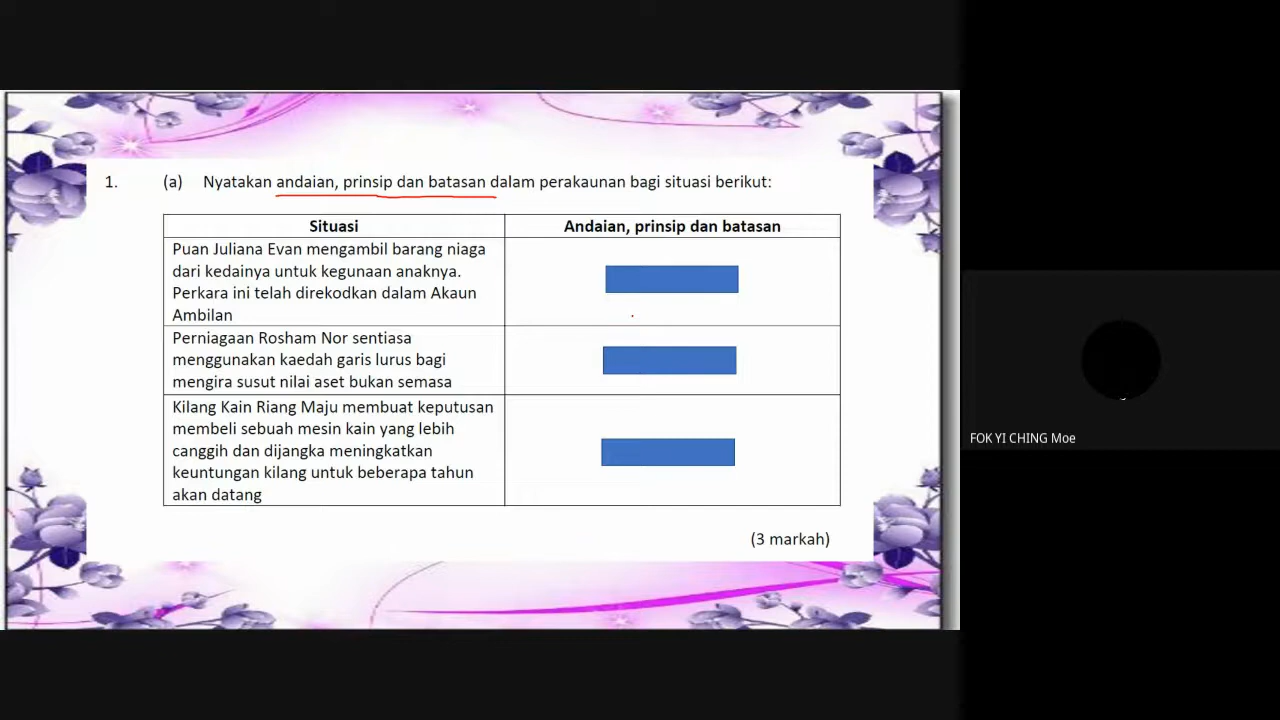 1. (a) Nyatakan andaian, prinsip dan batasan dalam perakaunan bagi situasi berikut:
Situasi
Andaian, prinsip dan batasan
Puan Juliana Evan mengambil barang niaga
dari kedainya untuk kegunaan anaknya.
Perkara ini telah direkodkan dalam Akaun
Ambilan
Perniagaan Rosham Nor sentiasa
menggunakan kaedah garis lurus bagi
mengira susut nilai aset bukan semasa
Kilang Kain Riang Maju membuat keputusan
membeli sebuah mesin kain yang lebih
canggih dan dijangka meningkatkan
keuntungan kilang untuk beberapa tahun
akan datang
(3 markah)
FOK YI CHING Moe